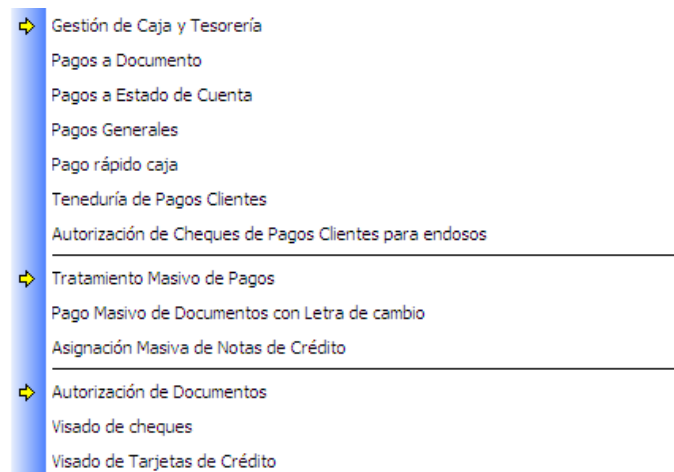 Gestión de Caja y Tesorería
Pagos a Documento
Pagos a Estado de Cuenta
Pagos Generales
Pago rápido caja
Teneduría de Pagos Clientes
Autorización de Cheques de Pagos Clientes para endosos
Tratamiento Masivo de Pagos
Pago Masivo de Documentos con Letra de cambio
Asignación Masiva de Notas de Crédito
Autorización de Documentos
Visado de cheques
Visado de Tarjetas de Crédito